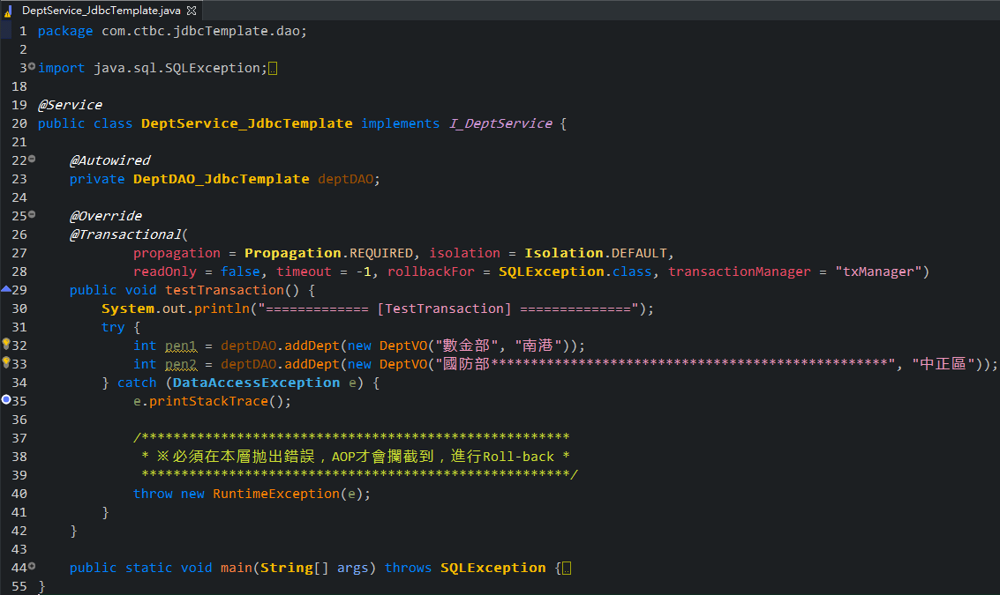 DeptService_JdbcTemplate.java
1 package com.ctbc.jdbcTemplate.dao;
2
3 import java.sql.SQLException;
18
19 @Service
20 public class DeptService_JdbcTemplate implements I_DeptService {
21
22 @Autowired
23 private DeptDAO_JdbcTemplate deptDAO;
24
25 @Override
26 @Transactional(
27 propagation = Propagation.REQUIRED, isolation = Isolation.DEFAULT,
28 readOnly = false, timeout = -1, rollbackFor = SQLException.class, transactionManager = "txManager")
29 public void testTransaction() {
30 System.out.println("============= [TestTransaction] ==============");
31 try {
32 int pen1 = deptDAO.addDept(new DeptVO("數金部", "南港"));
33 int pen2 = deptDAO.addDept(new DeptVO("國防部**************************************************", "中正區"));
34 } catch (DataAccessException e) {
35 e.printStackTrace();
36
37 /******************************************************
38 * ※必須在本層拋出錯誤，AOP才會攔截到，進行Roll-back *
39 ******************************************************/
40 throw new RuntimeException(e);
41 }
42 }
43
44 public static void main(String[] args) throws SQLException {
55 }